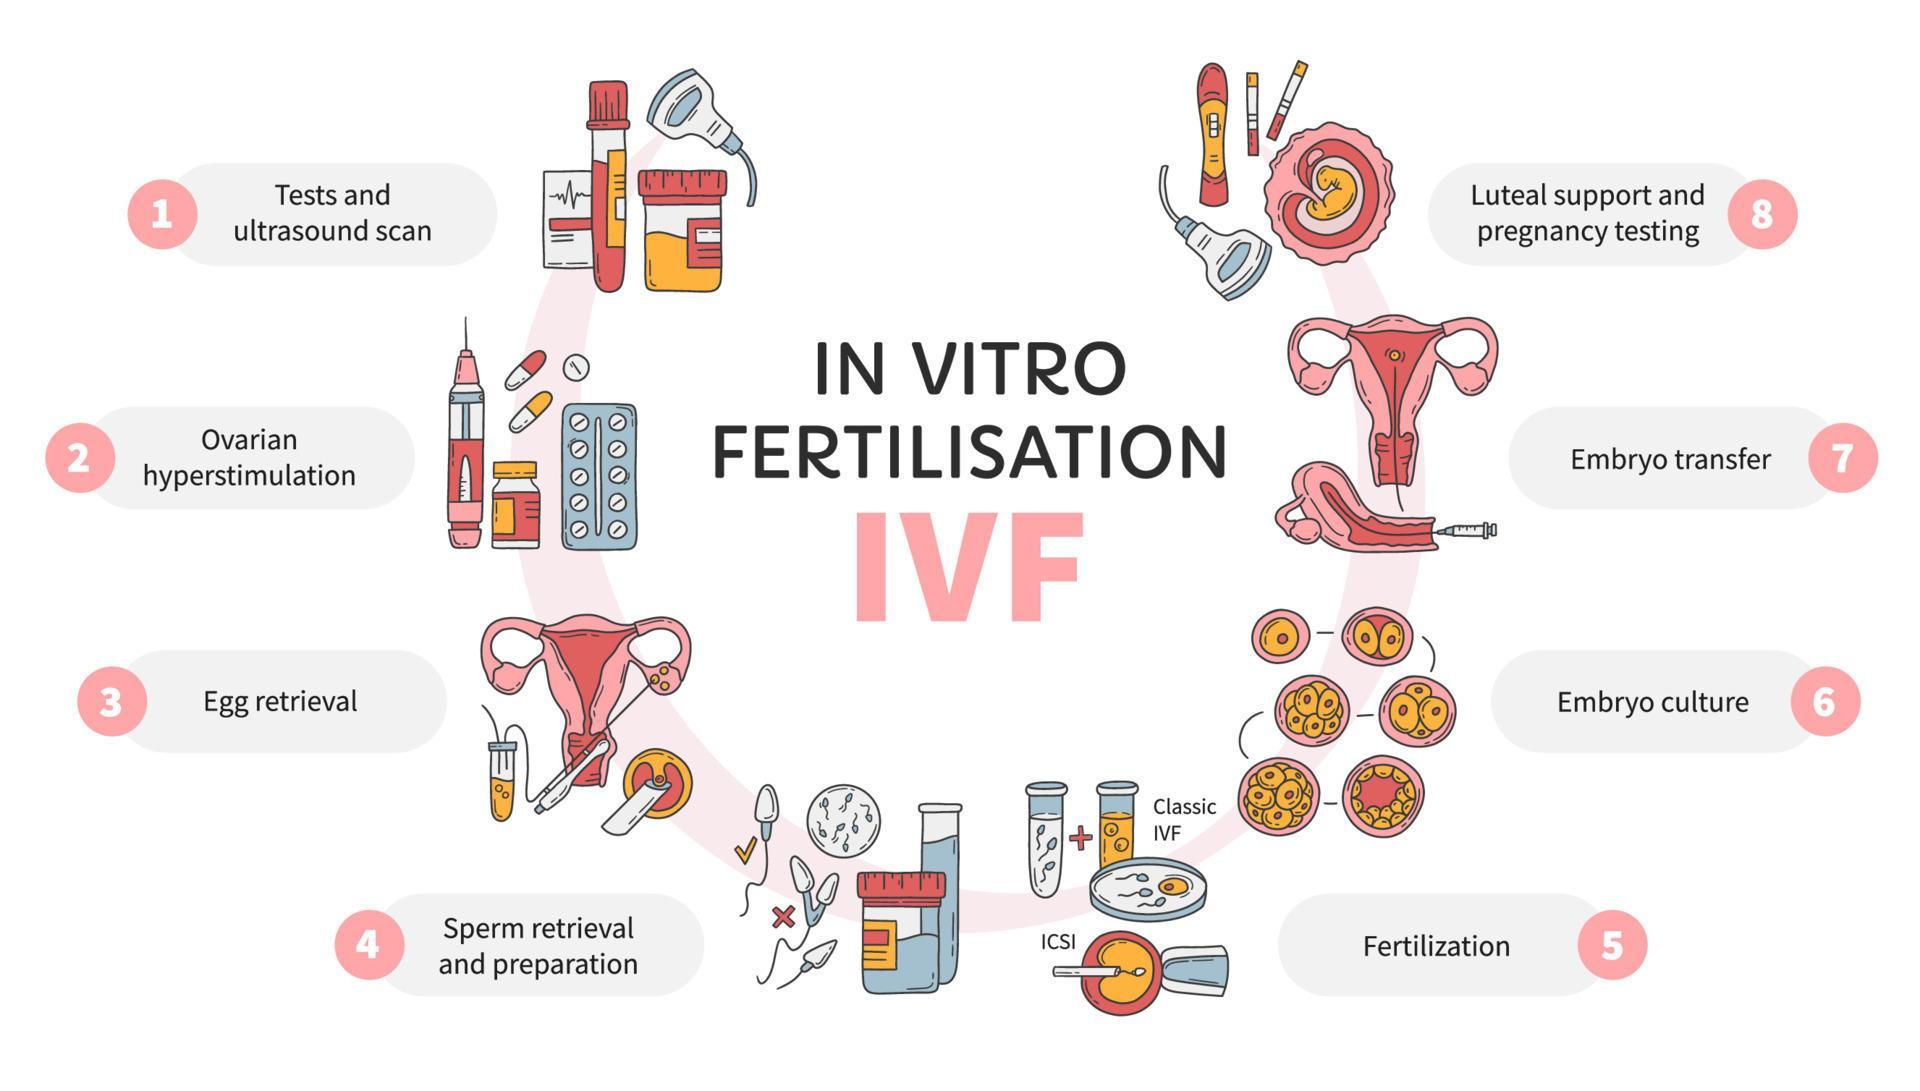 IN VITRO
FERTILISATION
IVF
1
Tests and
ultrasound scan
2
Ovarian
hyperstimulation
3
Egg retrieval
4
Sperm retrieval
and preparation
Classic
IVF
ICSI
5
Fertilization
6
Embryo culture
7
Embryo transfer
8
Luteal support and
pregnancy testing